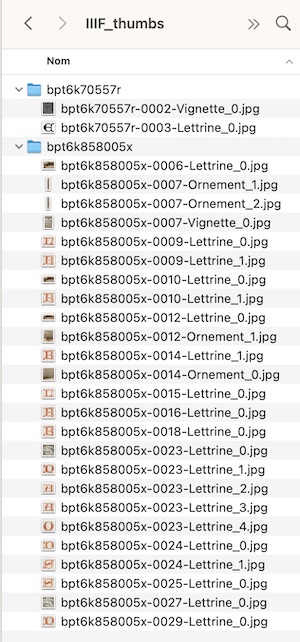 IIIF_thumbs
Nom
bpt6k70557r
bpt6k70557r-0002-Vignette_0.jpg
bpt6k70557r-0003-Lettrine_0.jpg
bpt6k858005x
bpt6k858005x-0006-Lettrine_0.jpg
bpt6k858005x-0007-Ornement_1.jpg
bpt6k858005x-0007-Ornement_2.jpg
bpt6k858005x-0007-Vignette_0.jpg
bpt6k858005x-0009-Lettrine_0.jpg
bpt6k858005x-0009-Lettrine_1.jpg
bpt6k858005x-0010-Lettrine_0.jpg
bpt6k858005x-0010-Lettrine_1.jpg
bpt6k858005x-0012-Lettrine_0.jpg
bpt6k858005x-0012-Ornement_1.jpg
bpt6k858005x-0014-Lettrine_1.jpg
bpt6k858005x-0014-Ornement_0.jpg
bpt6k858005x-0015-Lettrine_0.jpg
bpt6k858005x-0016-Lettrine_0.jpg
bpt6k858005x-0018-Lettrine_0.jpg
bpt6k858005x-0023-Lettrine_0.jpg
bpt6k858005x-0023-Lettrine_1.jpg
bpt6k858005x-0023-Lettrine_2.jpg
bpt6k858005x-0023-Lettrine_3.jpg
bpt6k858005x-0023-Lettrine_4.jpg
bpt6k858005x-0024-Lettrine_0.jpg
bpt6k858005x-0024-Lettrine_1.jpg
bpt6k858005x-0025-Lettrine_0.jpg
bpt6k858005x-0027-Lettrine_0.jpg
bpt6k858005x-0029-Lettrine_0.jpg